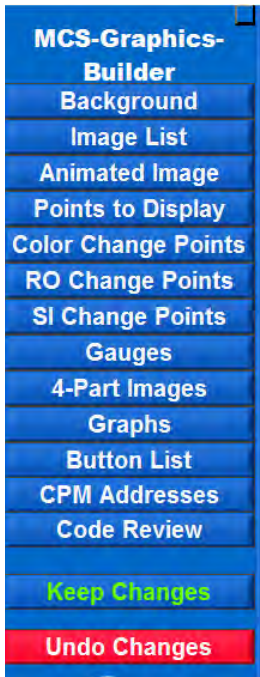 MCS-Graphics-
Builder
Background
Image List
Animated Image
Points to Display
Color Change Points
RO Change Points
SI Change Points
Gauges
4-Part Images
Graphs
Button List
CPM Addresses
Code Review
Keep Changes
Undo Changes